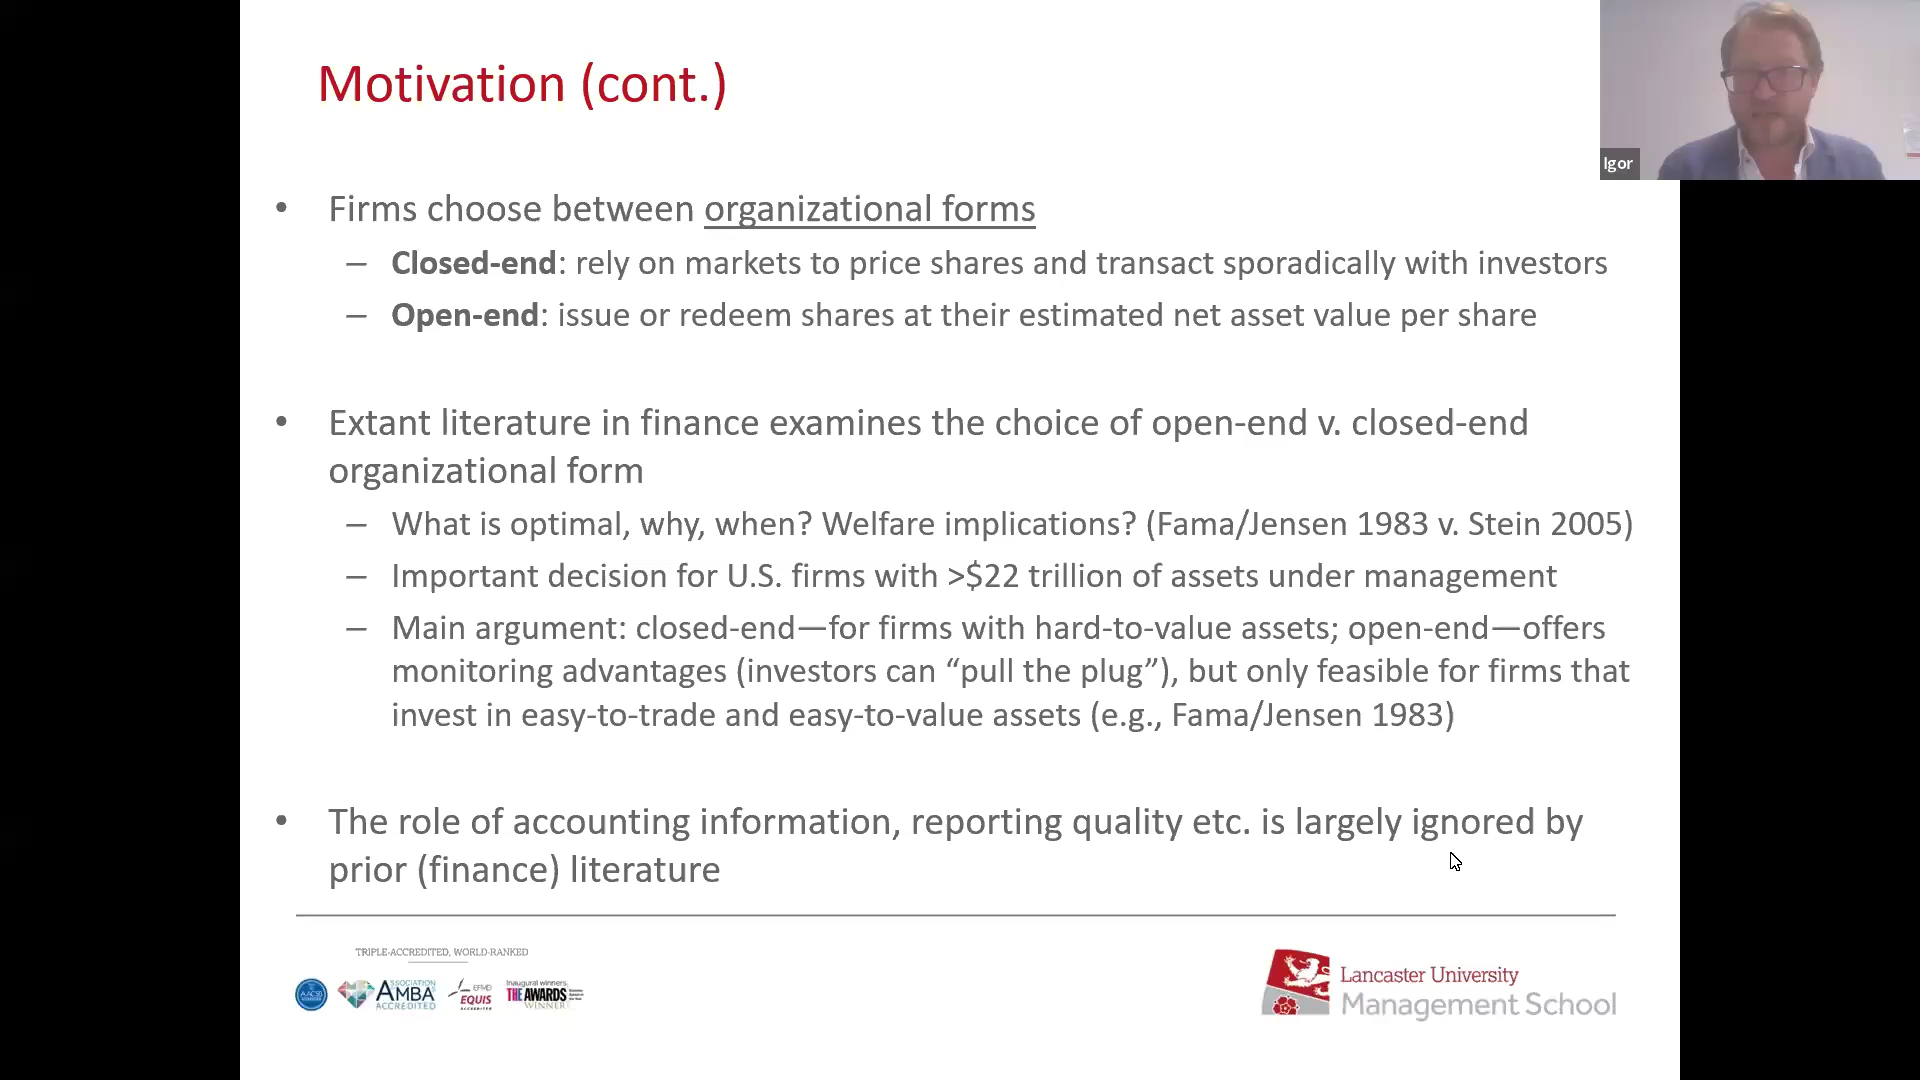 Motivation (cont.)
Igor
• Firms choose between organizational forms
– Closed-end: rely on markets to price shares and transact sporadically with investors
– Open-end: issue or redeem shares at their estimated net asset value per share
• Extant literature in finance examines the choice of open-end v. closed-end
organizational form
– What is optimal, why, when? Welfare implications? (Fama/Jensen 1983 v. Stein 2005)
– Important decision for U.S. firms with >$22 trillion of assets under management
– Main argument: closed-end—for firms with hard-to-value assets; open-end—offers
monitoring advantages (investors can “pull the plug”), but only feasible for firms that
invest in easy-to-trade and easy-to-value assets (e.g., Fama/Jensen 1983)
• The role of accounting information, reporting quality etc. is largely ignored by
prior (finance) literature
TRIPLE-ACCREDITED, WORLD-RANKED
AACSB
ASSOCIATION
AMBA
ACCREDITED
EFMD
EQUIS
ACCREDITED
Inaugural winners
THE AWARDS
WINNER
Lancaster University
Management School